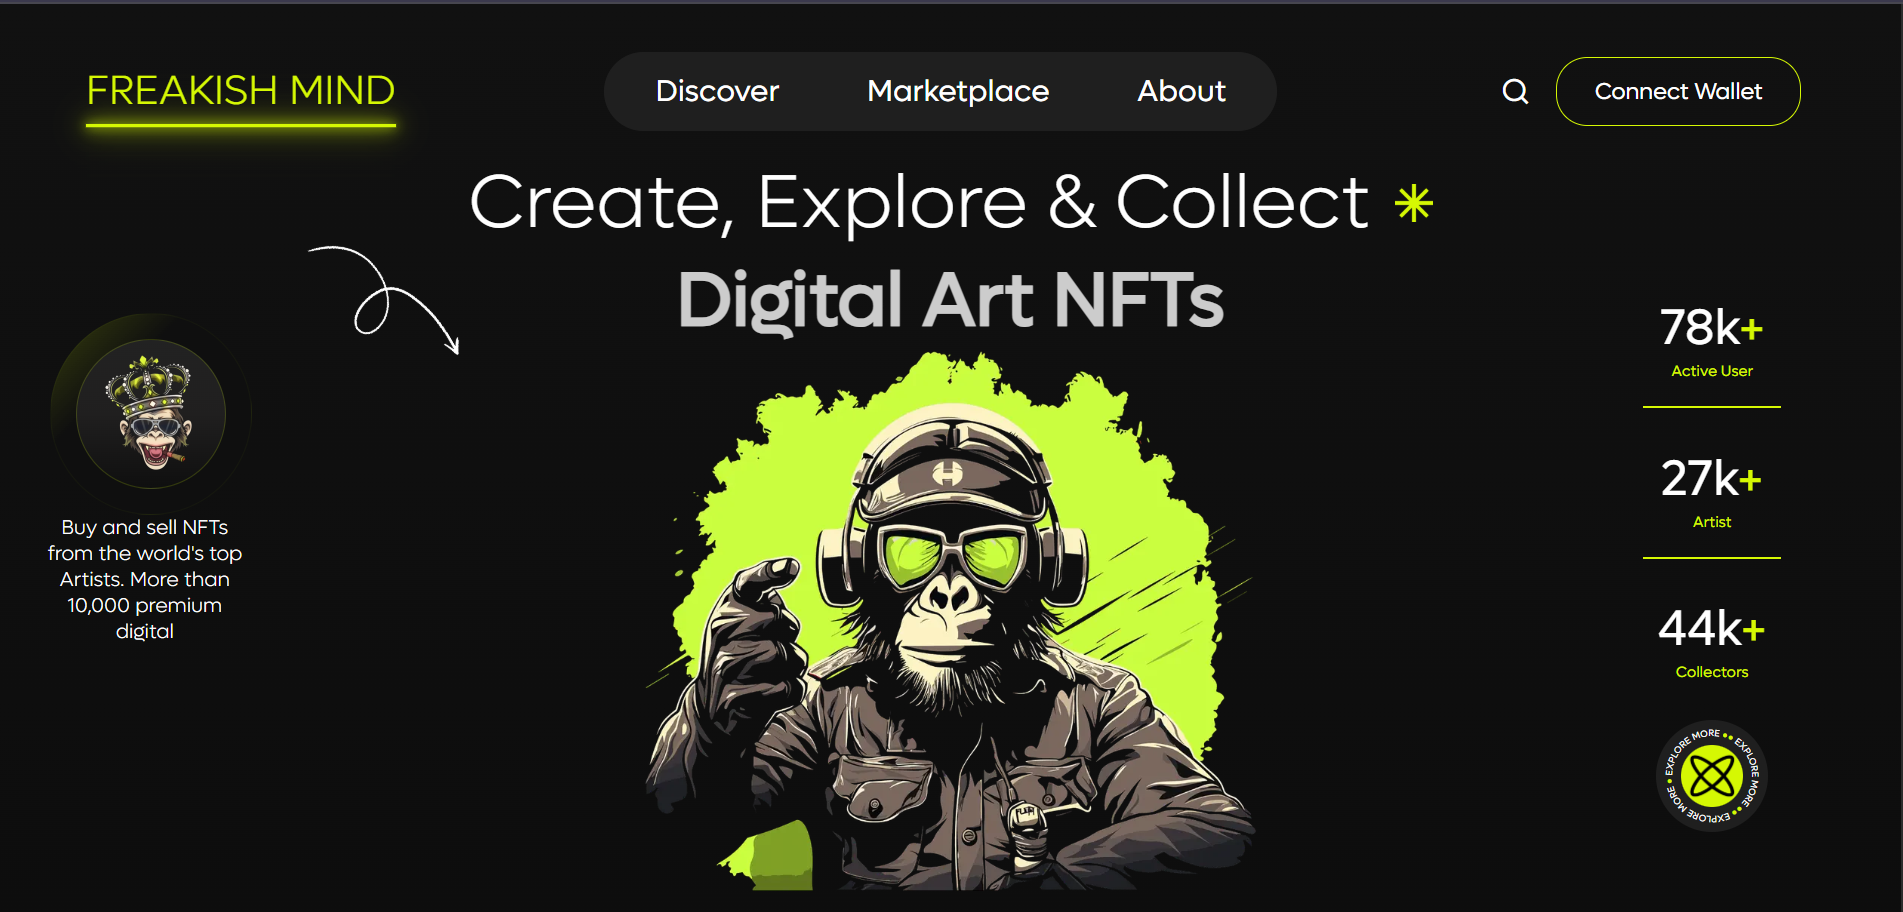 FREAKISH MIND
Discover
Marketplace
About
Connect Wallet
Create, Explore & Collect
Digital Art NFTs
Buy and sell NFTs
from the world's top
Artists. More than
10,000 premium
digital
78k+
Active User
27k+
Artist
44k+
Collectors
EXPLORE MORE •• EXPLORE MORE •• EXPLORE MORE •